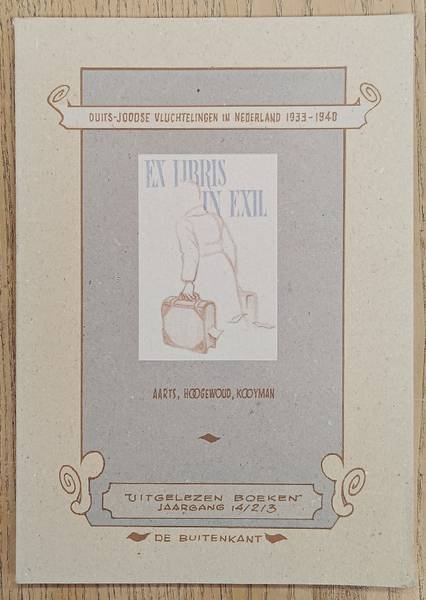 DUITS-JOODSE VLUCHTELINGEN IN NEDERLAND 1933-1940
EX LIBRIS
IN EXIL
AARTS, HOOGEWOUD, KOOYMAN
"UITGELEZEN BOEKEN"
JAARGANG 14/2/3
DE BUITENKANT